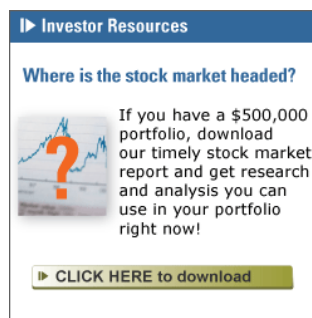 Investor Resources
Where is the stock market headed?
?
If you have a $500,000
portfolio, download
our timely stock market
report and get research
and analysis you can
use in your portfolio
right now!
CLICK HERE to download